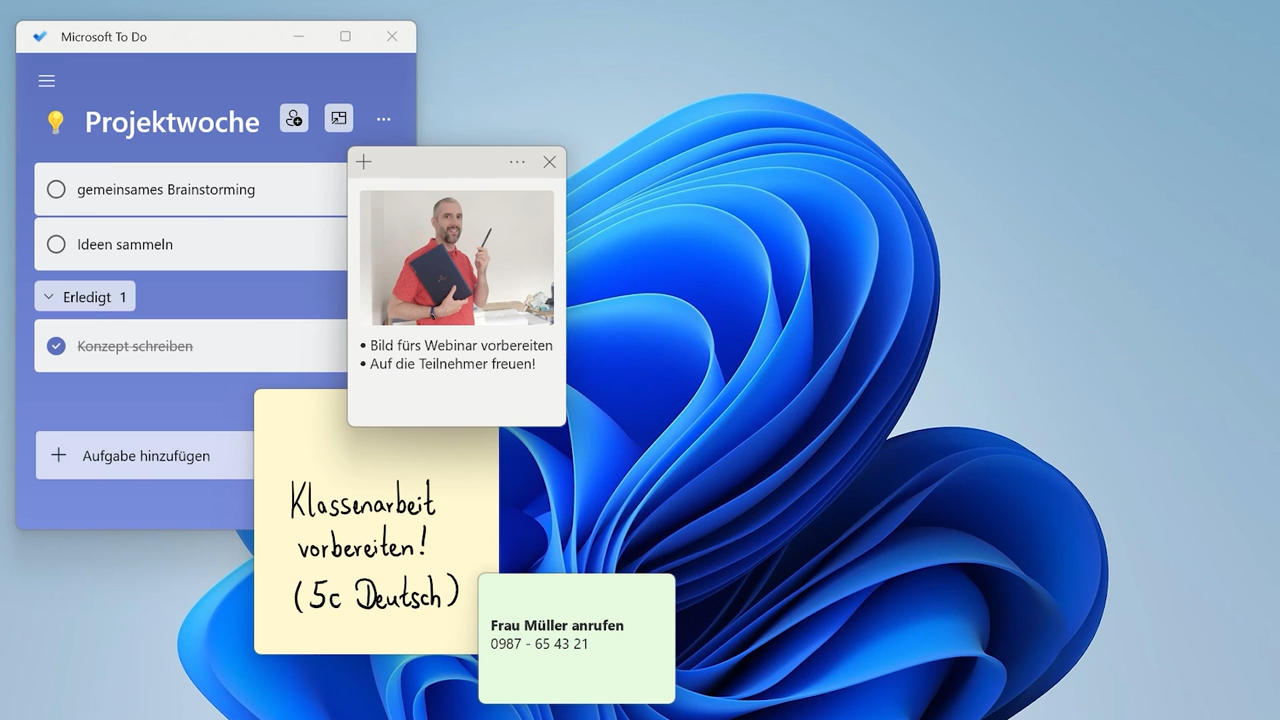 Microsoft To Do
Projektwoche
gemeinsames Brainstorming
Ideen sammeln
Erledigt 1
Konzept schreiben
Aufgabe hinzufügen
• Bild fürs Webinar vorbereiten
• Auf die Teilnehmer freuen!
Klassenarbeit
vorbereiten!
(5c Deutsch)
Frau Müller anrufen
0987 - 65 43 21